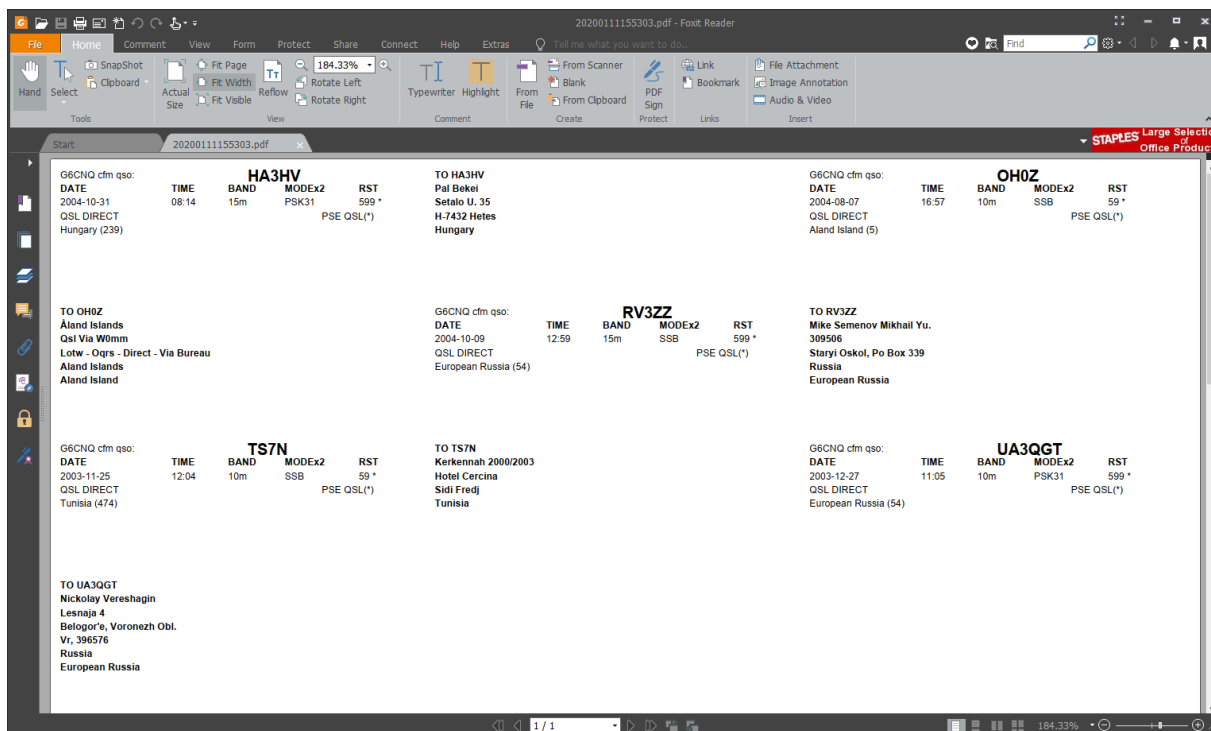 20200111155303.pdf - Foxit Reader
File Home Comment View Form Protect Share Connect Help Extras Tell me what you want to do.. Find
Hand
Select
SnapShot
Clipboard
Tools
Actual Size
Fit Page
Fit Width
Fit Visible
Reflow
184.33%
Rotate Left
Rotate Right
View
Typewriter
Highlight
Comment
From File
From Scanner
Blank
From Clipboard
Create
PDF Sign
Protect
Link
Bookmark
Links
File Attachment
Image Annotation
Audio & Video
Insert
Start
20200111155303.pdf
STAPLES
Large Selectio
of
Office Produc
G6CNQ cfm qso: HA3HV
DATE TIME BAND MODEx2 RST
2004-10-31 08:14 15m PSK31 599 *
QSL DIRECT PSE QSL(*)
Hungary (239)
TO HA3HV
Pal Bekei
Setalo U. 35
H-7432 Hetes
Hungary
G6CNQ cfm qso: OH0Z
DATE TIME BAND MODEx2 RST
2004-08-07 16:57 10m SSB 59 *
QSL DIRECT PSE QSL(*)
Aland Island (5)
TO OH0Z
Åland Islands
Qsl Via W0mm
Lotw - Oqrs - Direct - Via Bureau
Aland Islands
Aland Island
G6CNQ cfm qso: RV3ZZ
DATE TIME BAND MODEx2 RST
2004-10-09 12:59 15m SSB 599 *
QSL DIRECT PSE QSL(*)
European Russia (54)
TO RV3ZZ
Mike Semenov Mikhail Yu.
309506
Staryi Oskol, Po Box 339
Russia
European Russia
G6CNQ cfm qso: TS7N
DATE TIME BAND MODEx2 RST
2003-11-25 12:04 10m SSB 59 *
QSL DIRECT PSE QSL(*)
Tunisia (474)
TO TS7N
Kerkennah 2000/2003
Hotel Cercina
Sidi Fredj
Tunisia
G6CNQ cfm qso: UA3QGT
DATE TIME BAND MODEx2 RST
2003-12-27 11:05 10m PSK31 599 *
QSL DIRECT PSE QSL(*)
European Russia (54)
TO UA3QGT
Nickolay Vereshagin
Lesnaja 4
Belogor'e, Voronezh Obl.
Vr, 396576
Russia
European Russia
1 / 1
184.33%